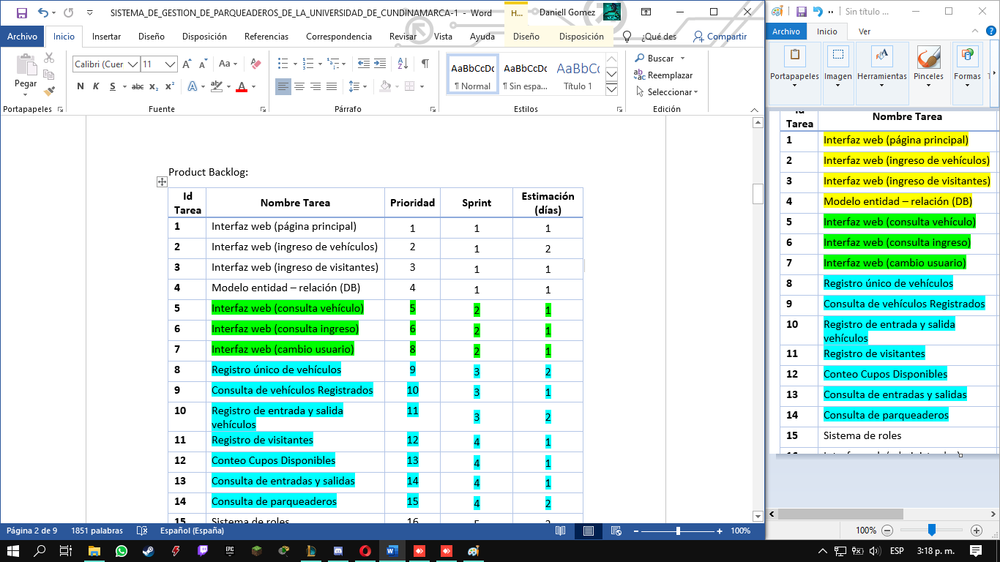 SISTEMA_DE_GESTION_DE_PARQUEADEROS_DE_LA_UNIVERSIDAD_DE_CUNDINAMARCA-1 - Word
H...
Daniell Gomez
Archivo Inicio Insertar Diseño Disposición Referencias Correspondencia Revisar Vista Ayuda Diseño Disposición ¿Qué des Compartir
Calibri (Cuer 11
Pegar
N K S abc x₂ x²
Portapapeles Fuente Párrafo Estilos Edición
AaBbCcDc AaBbCcDc AaBbCc
¶ Normal ¶ Sin espa... Título 1
Buscar
Reemplazar
Seleccionar
Product Backlog:
Id Tarea Nombre Tarea Prioridad Sprint Estimación (días)
1 Interfaz web (página principal) 1 1 1
2 Interfaz web (ingreso de vehículos) 2 1 2
3 Interfaz web (ingreso de visitantes) 3 1 1
4 Modelo entidad – relación (DB) 4 1 1
5 Interfaz web (consulta vehículo) 5 2 1
6 Interfaz web (consulta ingreso) 6 2 1
7 Interfaz web (cambio usuario) 8 2 1
8 Registro único de vehículos 9 3 2
9 Consulta de vehículos Registrados 10 3 1
10 Registro de entrada y salida vehículos 11 3 2
11 Registro de visitantes 12 4 1
12 Conteo Cupos Disponibles 13 4 1
13 Consulta de entradas y salidas 14 4 1
14 Consulta de parqueaderos 15 4 2
15 Sistema de roles 16
Página 2 de 9 1851 palabras Español (España) 100%
Sin título ...
Archivo Inicio Ver
Portapapeles Imagen Herramientas Pinceles Formas
Id Tarea Nombre Tarea
1 Interfaz web (página principal)
2 Interfaz web (ingreso de vehículos)
3 Interfaz web (ingreso de visitantes)
4 Modelo entidad – relación (DB)
5 Interfaz web (consulta vehículo)
6 Interfaz web (consulta ingreso)
7 Interfaz web (cambio usuario)
8 Registro único de vehículos
9 Consulta de vehículos Registrados
10 Registro de entrada y salida
vehículos
11 Registro de visitantes
12 Conteo Cupos Disponibles
13 Consulta de entradas y salidas
14 Consulta de parqueaderos
15 Sistema de roles
100%
ESP 3:18 p. m.